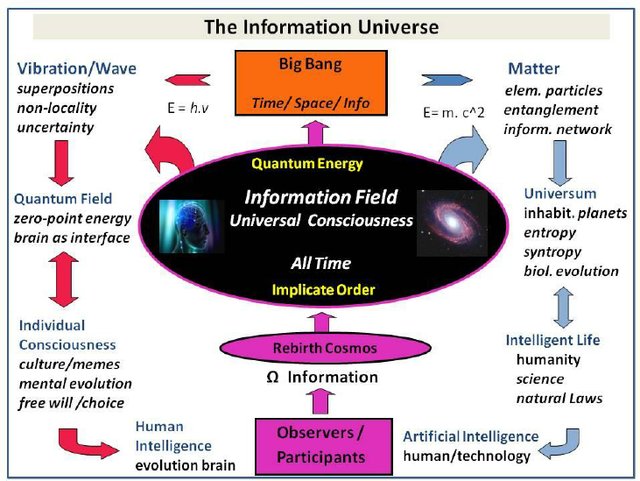 The Information Universe
Vibration/Wave
superpositions
non-locality
uncertainty
E = h.v
Big Bang
Time/ Space/ Info
E= m. c^2
Matter
elem. particles
entanglement
inform. network
Quantum Energy
Information Field
Universal Consciousness
All Time
Implicate Order
Quantum Field
zero-point energy
brain as interface
Universum
inhabit. planets
entropy
syntropy
biol. evolution
Individual
Consciousness
culture/memes
mental evolution
free will /choice
Rebirth Cosmos
Ω Information
Intelligent Life
humanity
science
natural Laws
Human
Intelligence
evolution brain
Observers /
Participants
Artificial Intelligence
human/technology